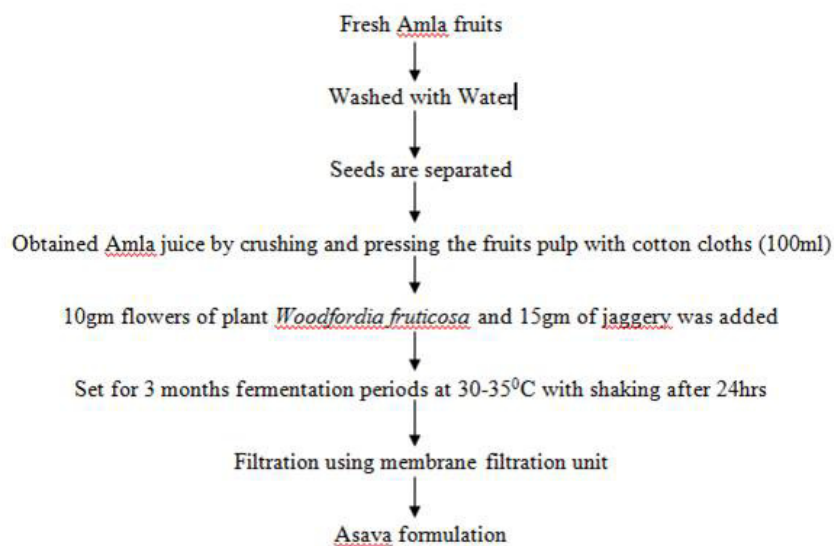 Fresh Amla fruits
Washed with Water
Seeds are separated
Obtained Amla juice by crushing and pressing the fruits pulp with cotton cloths (100ml)
10gm flowers of plant Woodfordia fruticosa and 15gm of jaggery was added
Set for 3 months fermentation periods at 30-35⁰C with shaking after 24hrs
Filtration using membrane filtration unit
Asava formulation